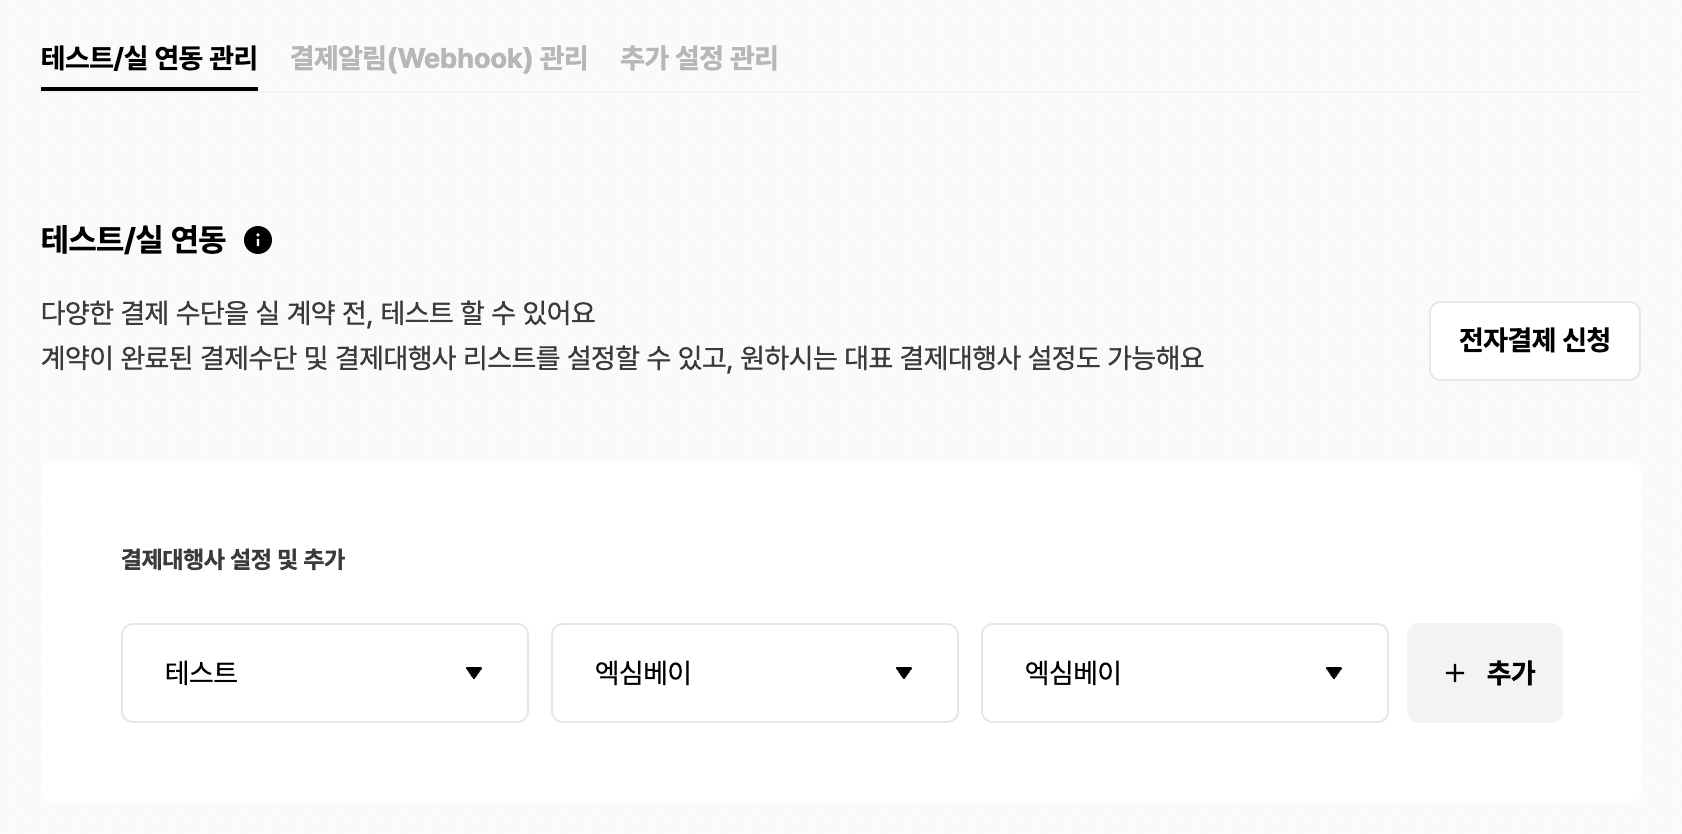 테스트/실 연동 관리 결제알림(Webhook) 관리 추가 설정 관리
테스트/실 연동
다양한 결제 수단을 실 계약 전, 테스트 할 수 있어요
계약이 완료된 결제수단 및 결제대행사 리스트를 설정할 수 있고, 원하시는 대표 결제대행사 설정도 가능해요
전자결제 신청
결제대행사 설정 및 추가
테스트 엑심베이 엑심베이 + 추가